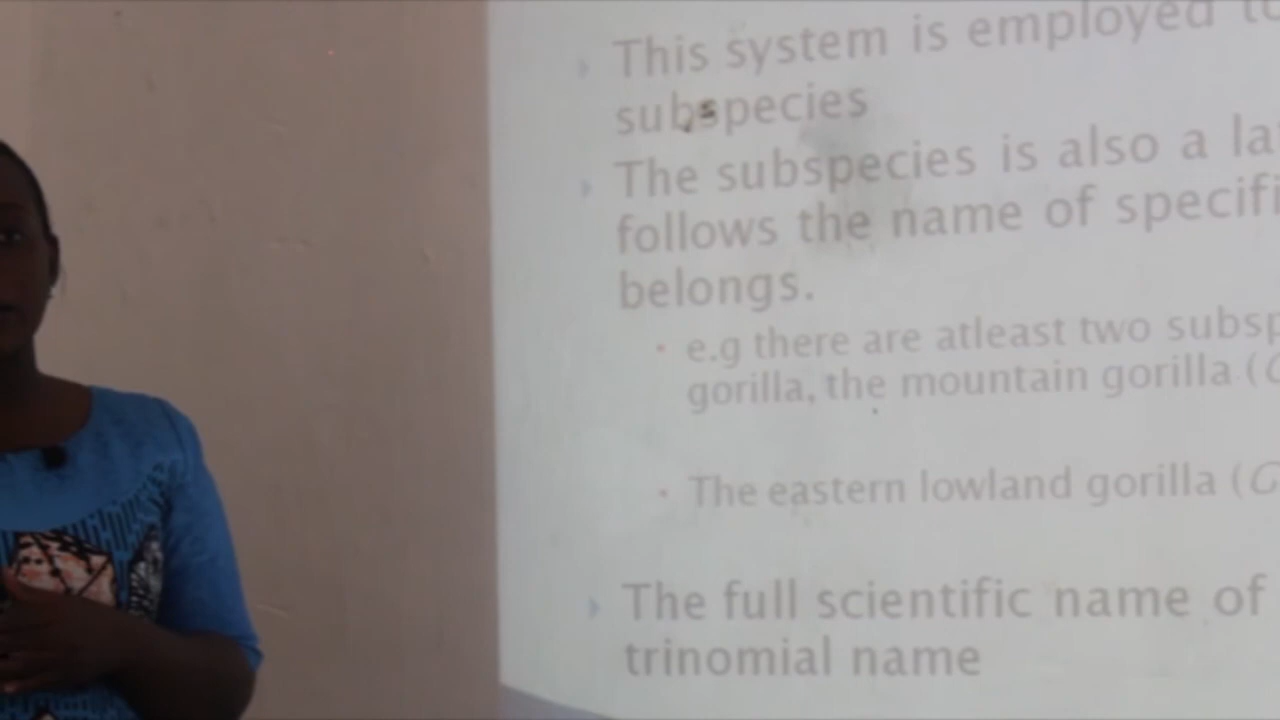 This system is employed to
subspecies
The subspecies is also a
follows the name of
belongs.
e.g there are atleast two
gorilla, the mountain gorilla (
The eastern lowland gorilla (G
The full scientific name of
trinomial name